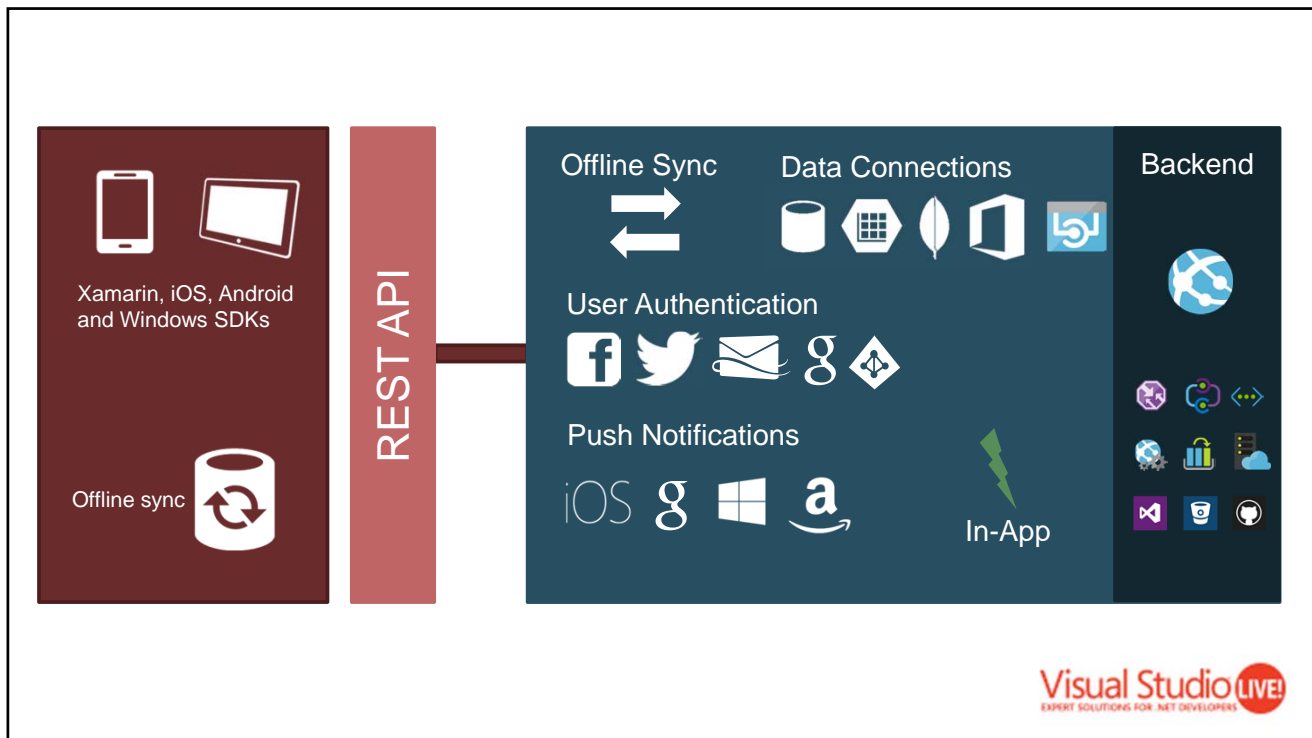 Xamarin, iOS, Android
and Windows SDKs
Offline sync
REST API
Offline Sync
Data Connections
User Authentication
f
g
Push Notifications
iOS
g
a
In-App
Backend
Visual Studio LIVE!
EXPERT SOLUTIONS FOR .NET DEVELOPERS